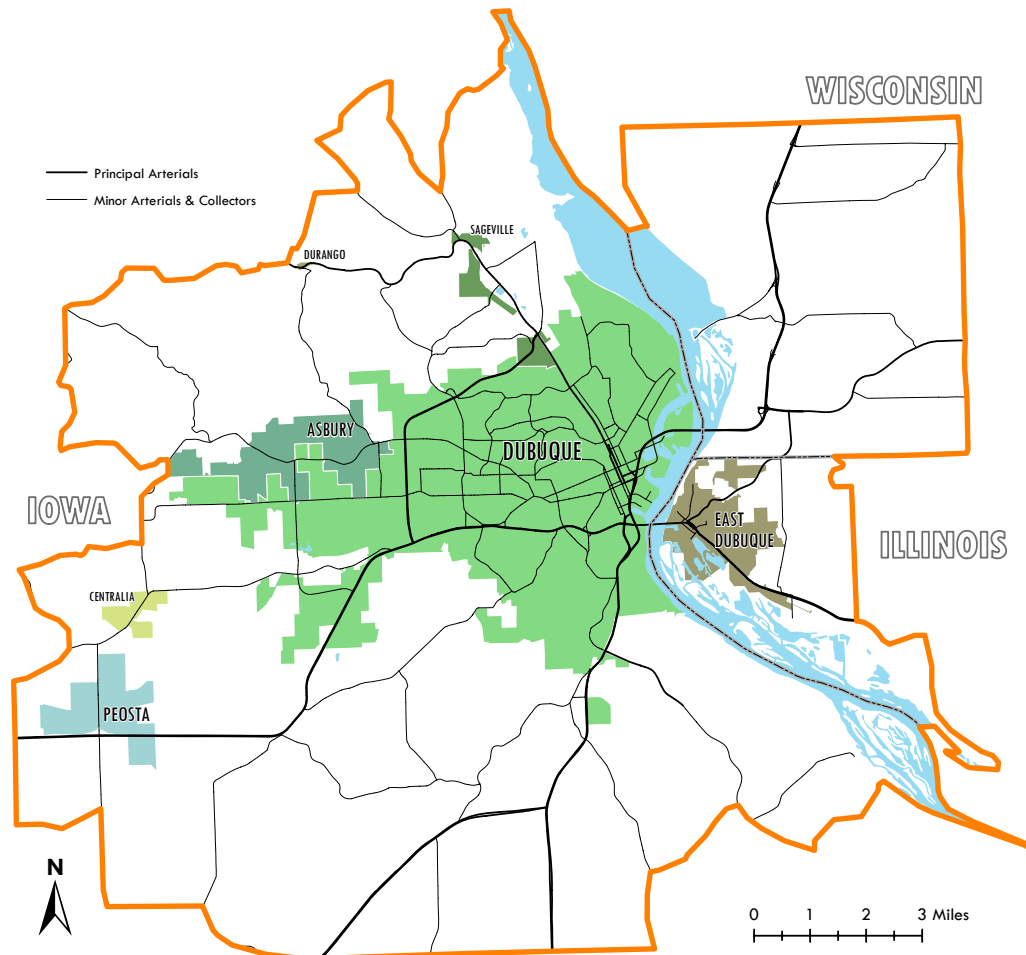 WISCONSIN
Principal Arterials
Minor Arterials & Collectors
SAGEVILLE
DURANGO
ASBURY
DUBUQUE
IOWA
EAST
DUBUQUE
ILLINOIS
CENTRALIA
PEOSTA
N
0 1 2 3 Miles